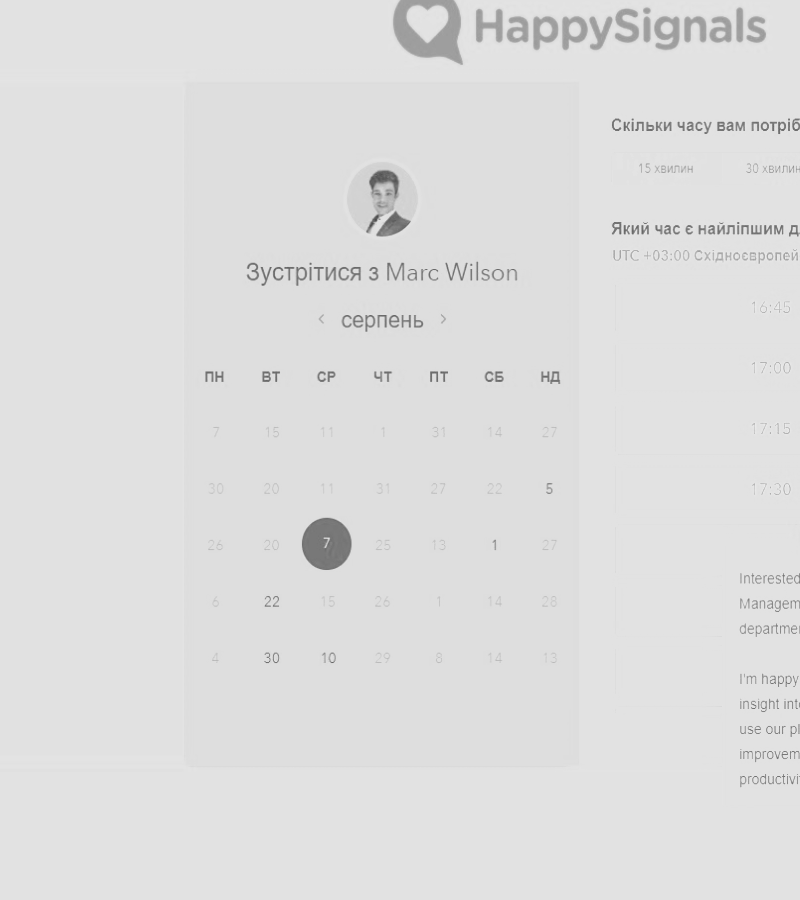 HappySignals
Зустрітися з Marc Wilson
серпень
ПН ВТ СР ЧТ ПТ СБ НД
7 15 11 1 31 14 27
30 20 11 31 27 22 5
26 20 7 25 13 1 27
6 22 15 26 1 14 28
4 30 10 29 8 14 13
Скільки часу вам потріб
15 хвилин 30 хвилин
Який час є найліпшим д
UTC +03:00 Східноєвропей
16:45
17:00
17:15
17:30
Interested
Managem
departmen
I'm happy
insight int
use our pl
improvem
productivi